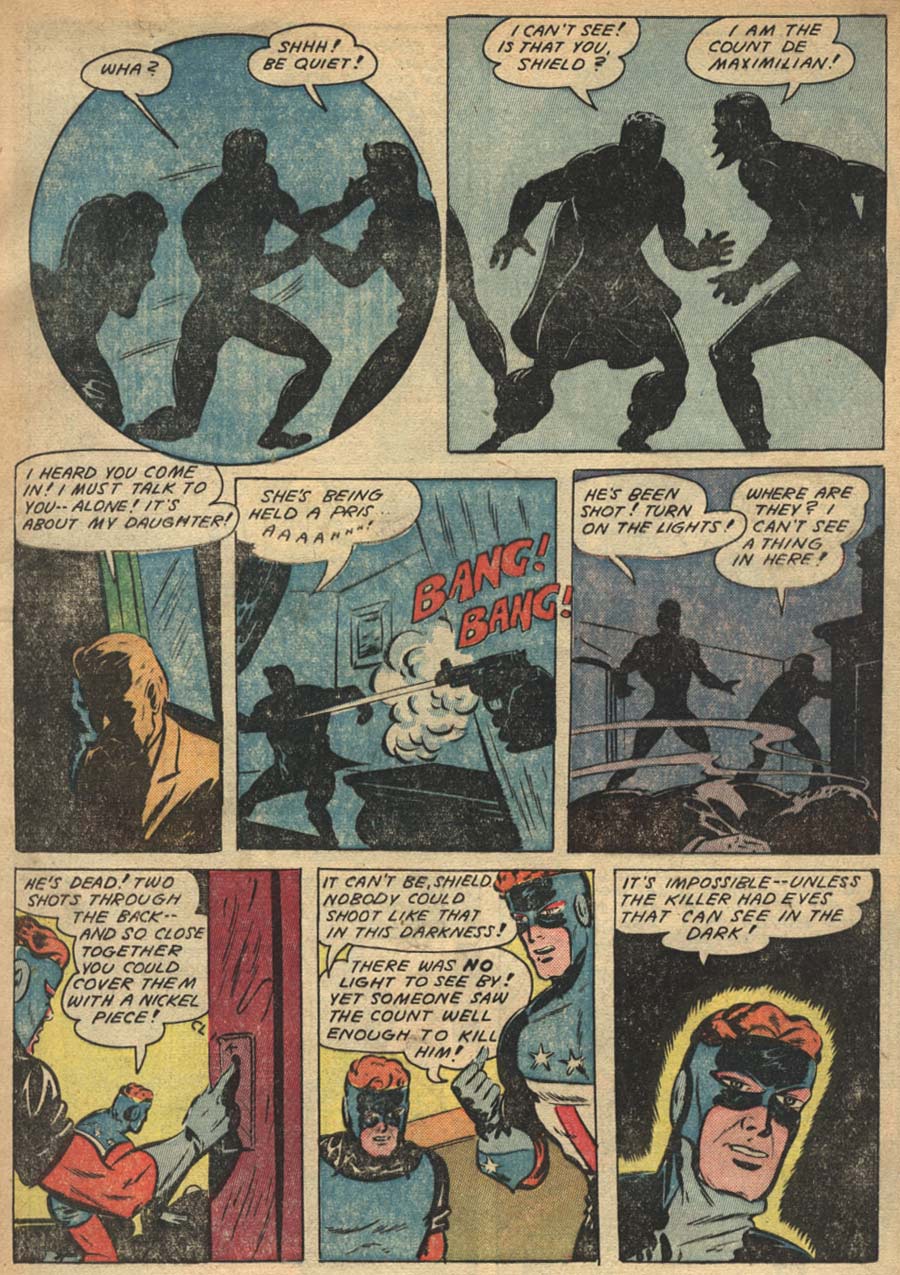 WHA?
SHHH!
BE QUIET!
I CAN'T SEE!
IS THAT YOU,
SHIELD?
I AM THE
COUNT DE
MAXIMILIAN!
I HEARD YOU COME
IN! I MUST TALK TO
YOU--ALONE! IT'S
ABOUT MY DAUGHTER!
SHE'S BEING
HELD A PRIS...
AAAAHHH!
BANG!
BANG!
HE'S BEEN
SHOT! TURN
ON THE LIGHTS!
WHERE ARE
THEY? I
CAN'T SEE
A THING
IN HERE!
HE'S DEAD! TWO
SHOTS THROUGH
THE BACK--
AND SO CLOSE
TOGETHER
YOU COULD
COVER THEM
WITH A NICKEL
PIECE!
CL
IT CAN'T BE, SHIELD,
NOBODY COULD
SHOOT LIKE THAT
IN THIS DARKNESS!
THERE WAS NO
LIGHT TO SEE BY!
YET SOMEONE SAW
THE COUNT WELL
ENOUGH TO KILL
HIM!
IT'S IMPOSSIBLE--UNLESS
THE KILLER HAD EYES
THAT CAN SEE IN THE
DARK!